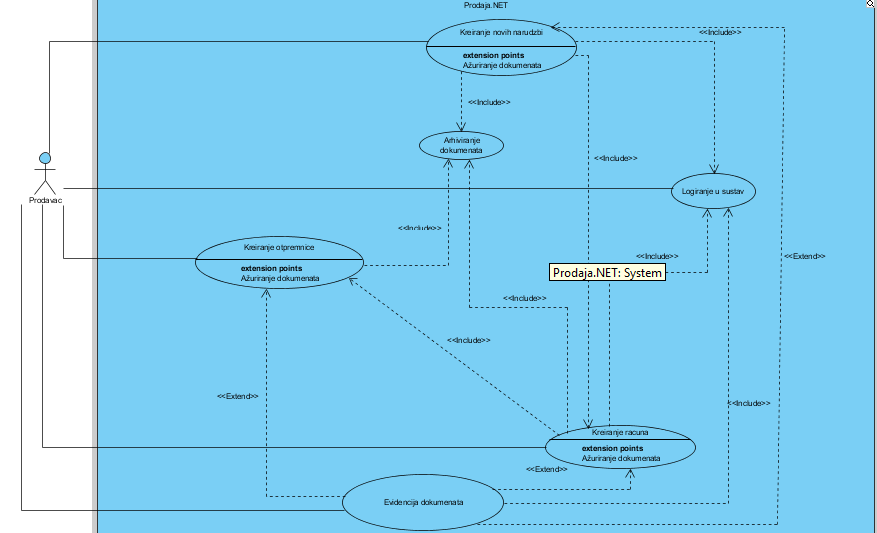 Prodaja.NET
Kreiranje novih narudzbi
<<Include>>
extension points
Ažuriranje dokumenata
<<Include>>
Arhiviranje
dokumenata
<<Include>>
Logiranje u sustav
Prodavac
<<Include>>
Kreiranje otpremnice
<<Include>>
<<Extend>>
extension points
Ažuriranje dokumenata
Prodaja.NET: System
<<Include>>
<<Include>>
<<Extend>>
<<Include>>
Kreiranje racuna
extension points
Ažuriranje dokumenata
<<Extend>>
Evidencija dokumenata